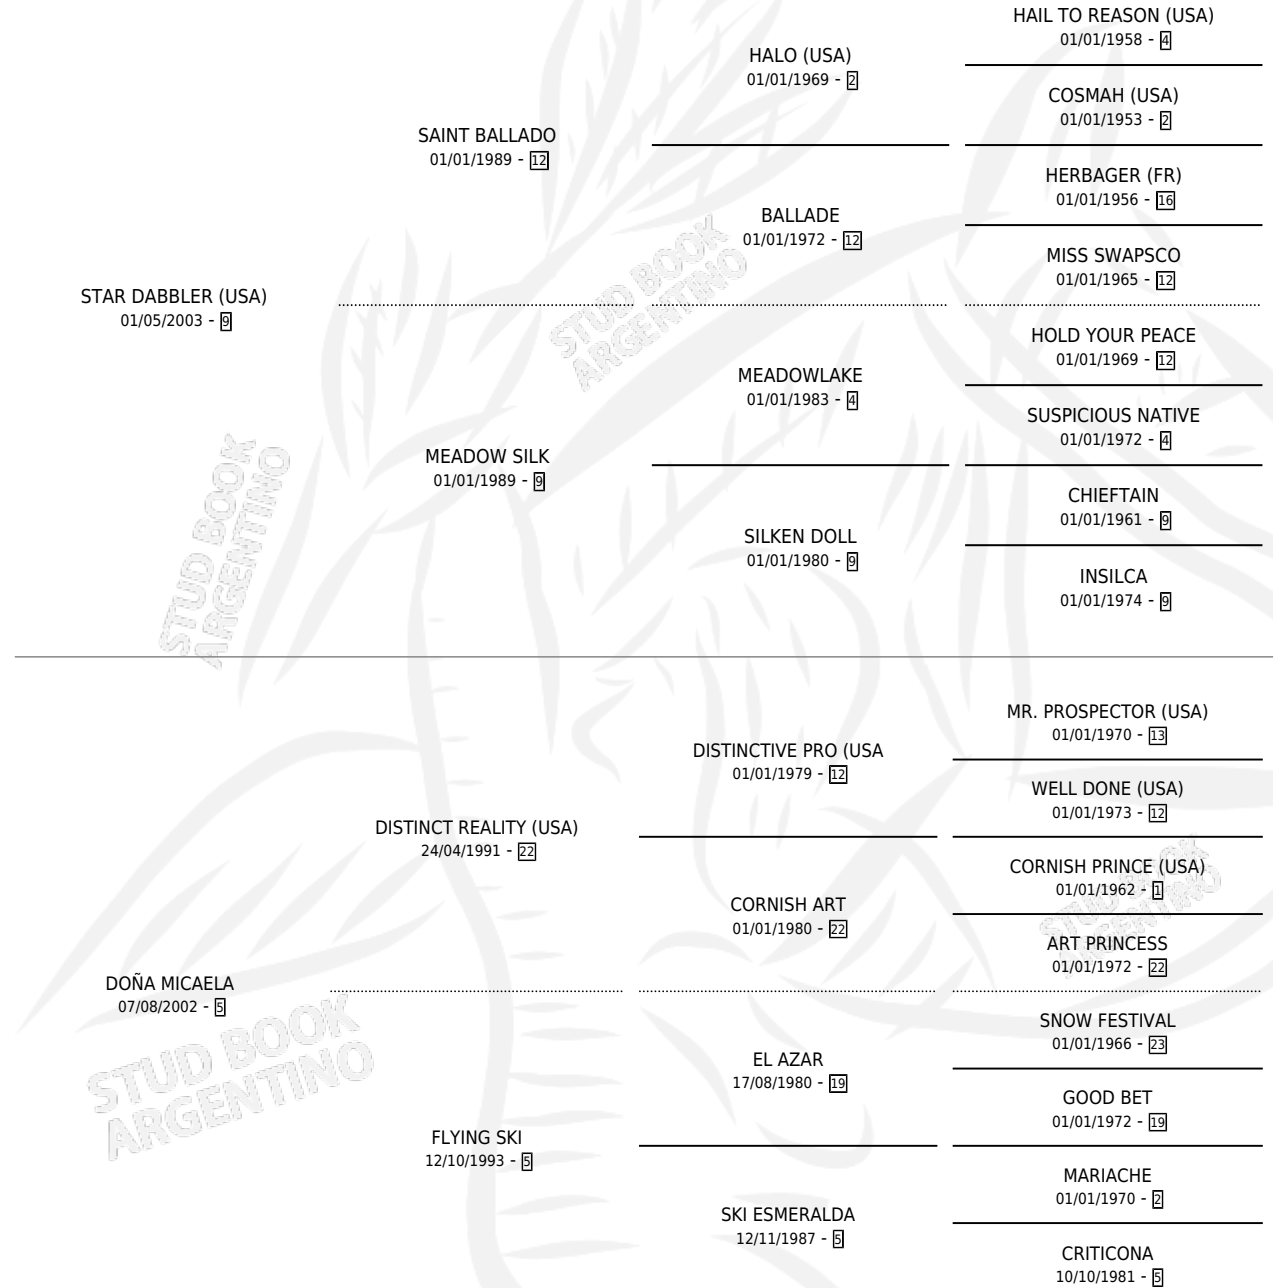 HAIL TO REASON (USA)
01/01/1958 - 4
HALO (USA)
01/01/1969 - 2
COSMAH (USA)
01/01/1953 - 2
SAINT BALLADO
01/01/1989 - 12
HERBAGER (FR)
01/01/1956 - 16
BALLADE
01/01/1972 - 12
MISS SWAPSCO
01/01/1965 - 12
STAR DABBLER (USA)
01/05/2003 - 9
HOLD YOUR PEACE
01/01/1969 - 12
MEADOWLAKE
01/01/1983 - 4
SUSPICIOUS NATIVE
01/01/1972 - 4
MEADOW SILK
01/01/1989 - 9
CHIEFTAIN
01/01/1961 - 9
SILKEN DOLL
01/01/1980 - 9
INSILCA
01/01/1974 - 9
MR. PROSPECTOR (USA)
01/01/1970 - 13
DISTINCTIVE PRO (USA
01/01/1979 - 12
WELL DONE (USA)
01/01/1973 - 12
DISTINCT REALITY (USA)
24/04/1991 - 22
CORNISH PRINCE (USA)
01/01/1962 - 1
CORNISH ART
01/01/1980 - 22
ART PRINCESS
01/01/1972 - 22
DOÑA MICAELA
07/08/2002 - 5
SNOW FESTIVAL
01/01/1966 - 23
EL AZAR
17/08/1980 - 19
GOOD BET
01/01/1972 - 19
FLYING SKI
12/10/1993 - 5
MARIACHE
01/01/1970 - 2
SKI ESMERALDA
12/11/1987 - 5
CRITICONA
10/10/1981 - 5
STUD BOOK
ARGENTINO
STUD BOOK
ARGENTINO
STUD BOOK
ARGENTINO
STUD BOOK
ARGENTINO